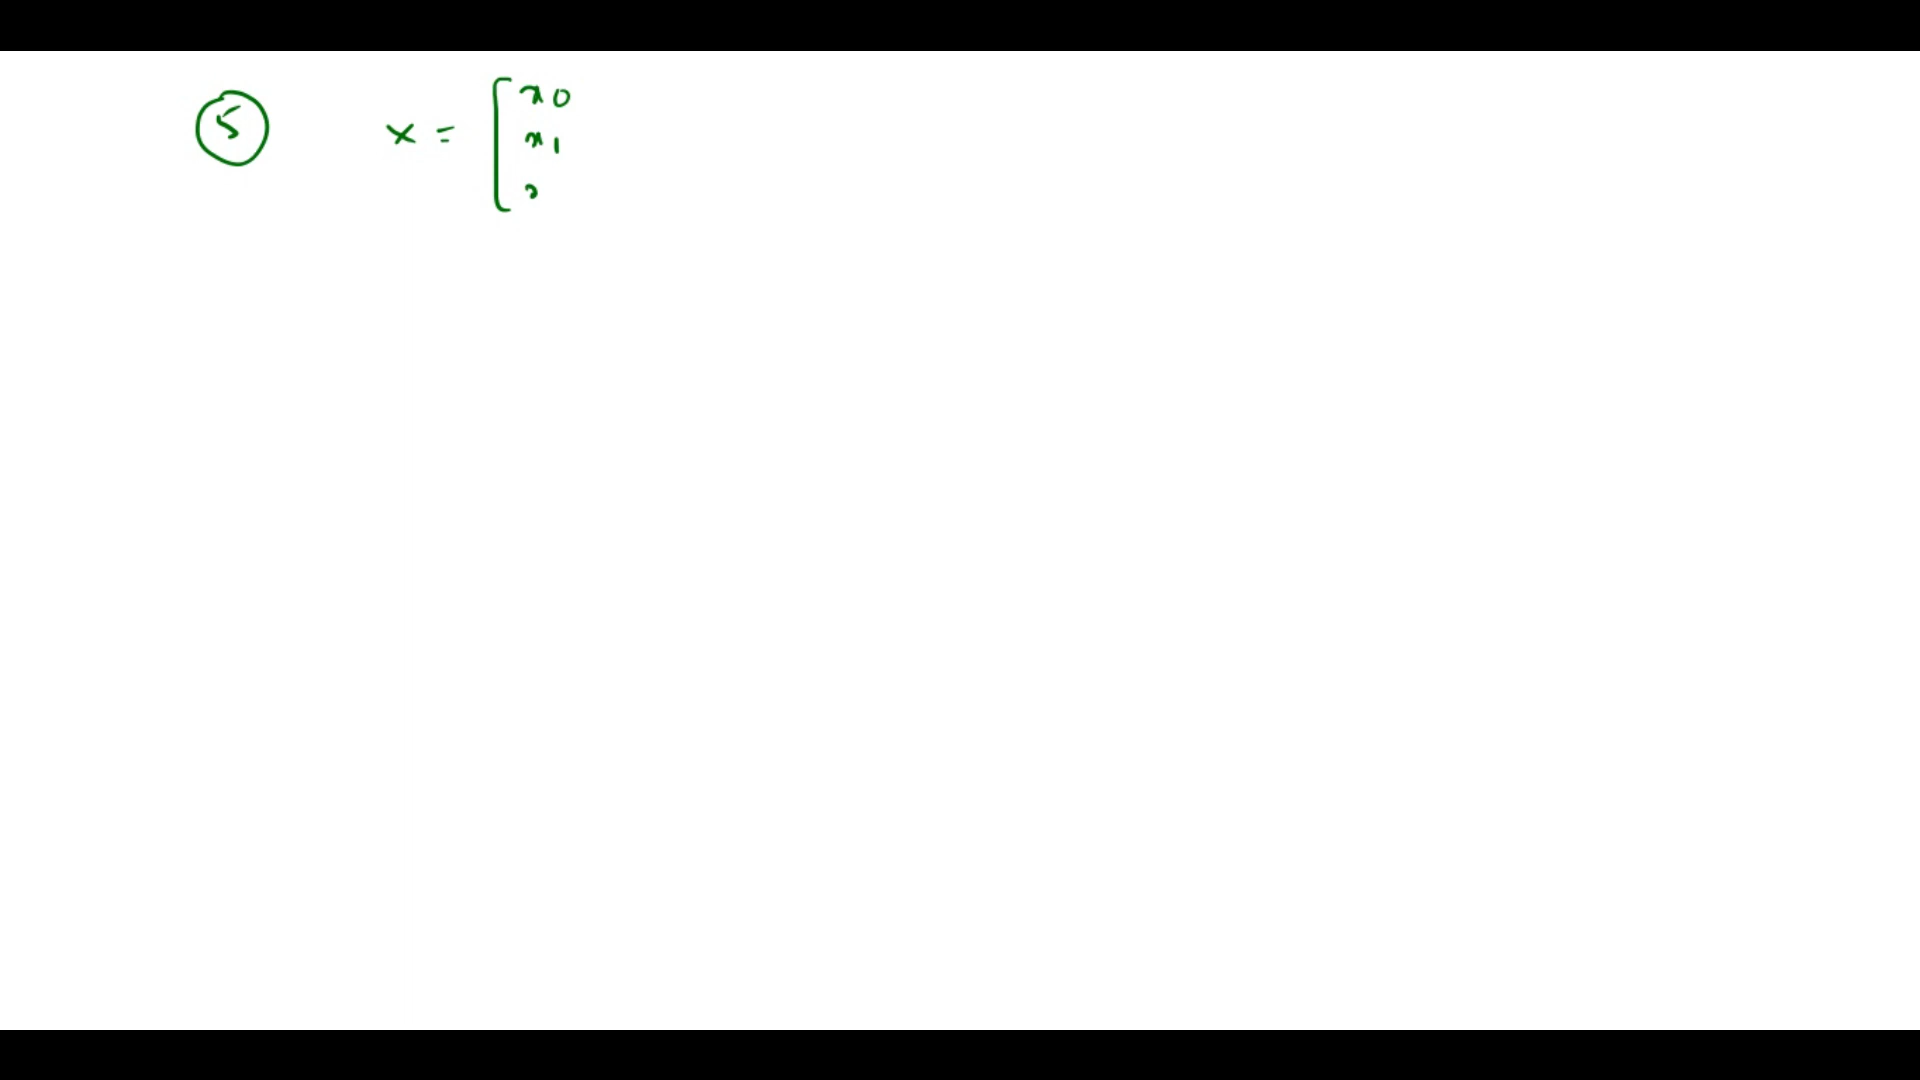 ⑤ x = [ x0
x1